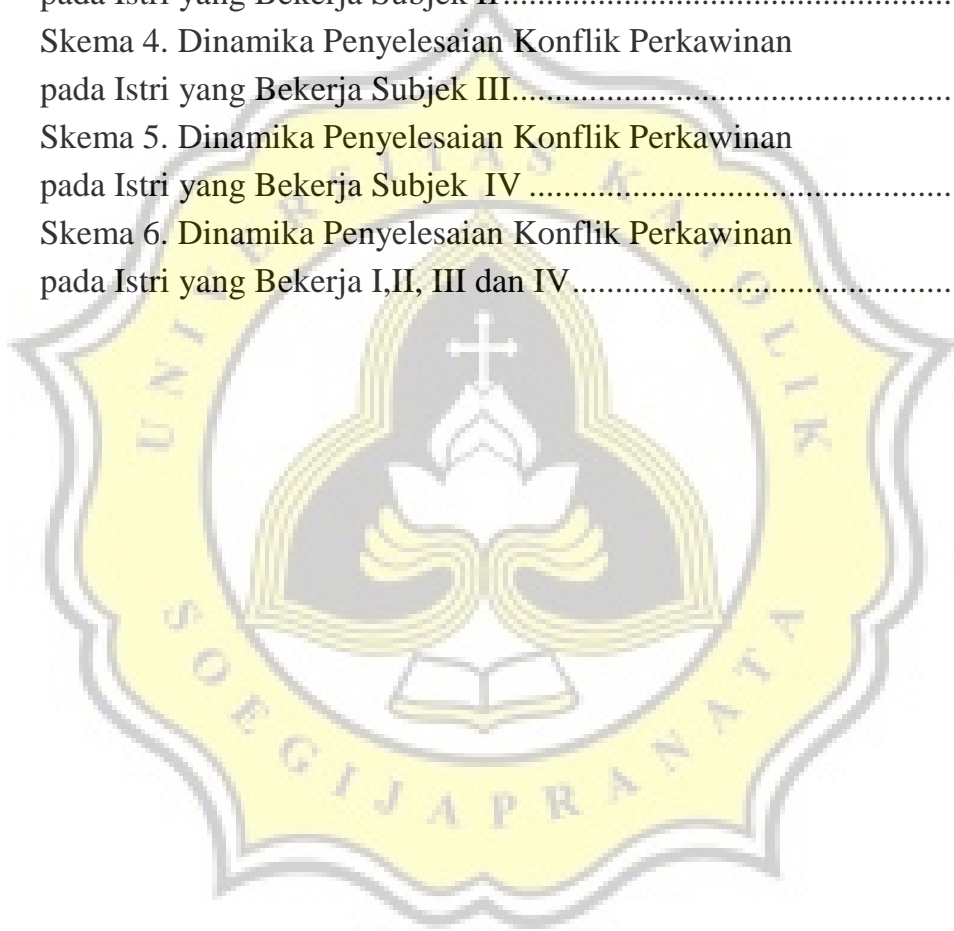 pada Istri yang Bekerja Subjek II................................................
Skema 4. Dinamika Penyelesaian Konflik Perkawinan
pada Istri yang Bekerja Subjek III................................................
Skema 5. Dinamika Penyelesaian Konflik Perkawinan
pada Istri yang Bekerja Subjek  IV ................................................
Skema 6. Dinamika Penyelesaian Konflik Perkawinan
pada Istri yang Bekerja I,II, III dan IV................................................
UNIVERSITAS KATOLIK
SOEGIJAPRANATA